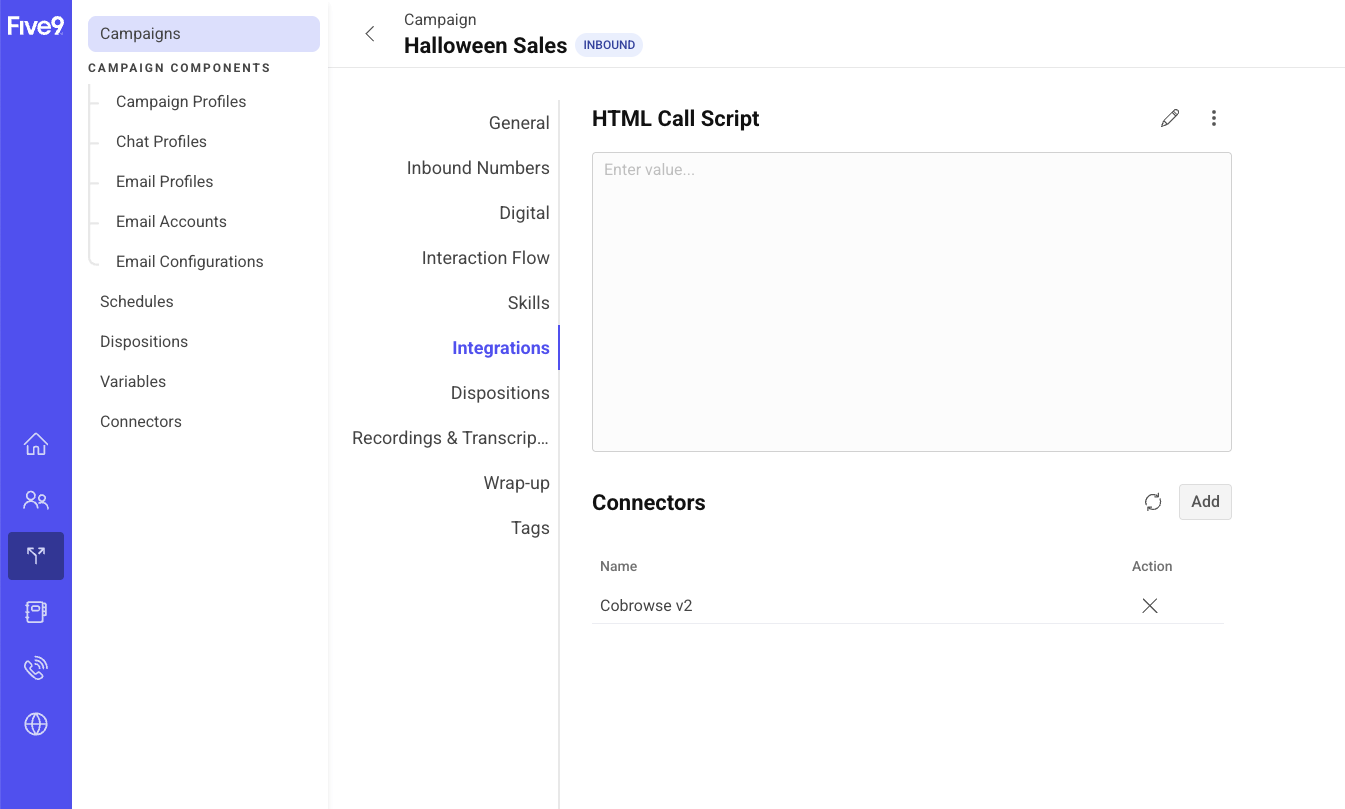 Five9
Campaigns
CAMPAIGN COMPONENTS
Campaign Profiles
Chat Profiles
Email Profiles
Email Accounts
Email Configurations
Schedules
Dispositions
Variables
Connectors
Campaign
Halloween Sales INBOUND
General
Inbound Numbers
Digital
Interaction Flow
Skills
Integrations
Dispositions
Recordings & Transcrip...
Wrap-up
Tags
HTML Call Script
Enter value...
Connectors Add
Name Action
Cobrowse v2